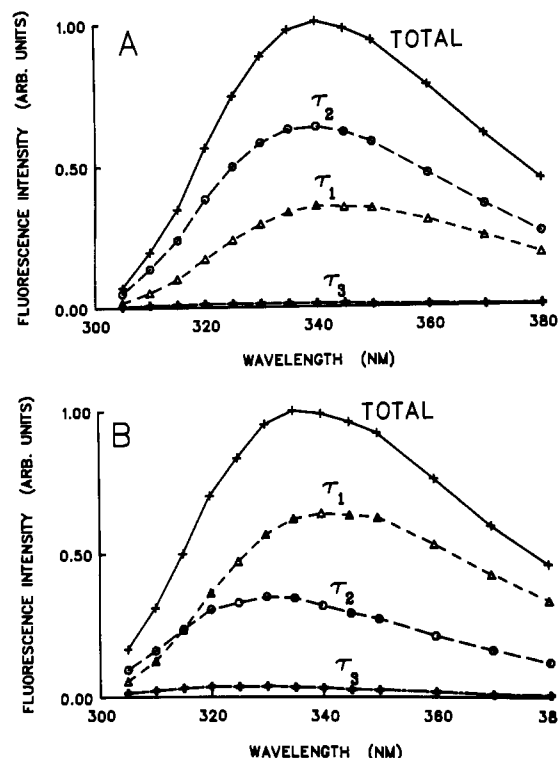 A
TOTAL
τ2
τ1
τ3
1.00
0.50
0.00
FLUORESCENCE INTENSITY (ARB. UNITS)
300 320 340 360 380
WAVELENGTH (NM)
B
TOTAL
τ1
τ2
τ3
1.00
0.50
0.00
FLUORESCENCE INTENSITY (ARB. UNITS)
300 320 340 360 38
WAVELENGTH (NM)